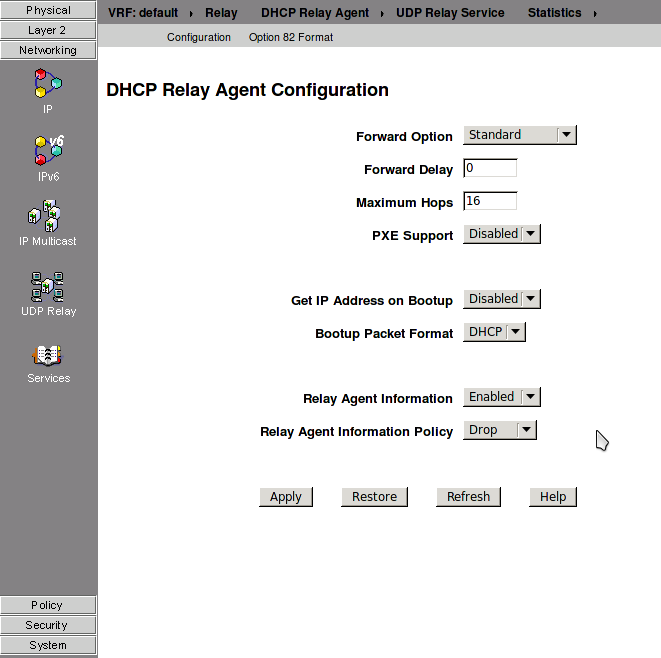 Physical
Layer 2
Networking
IP
v6
IPv6
IP Multicast
UDP Relay
Services
Policy
Security
System
VRF: default Relay DHCP Relay Agent UDP Relay Service Statistics
Configuration Option 82 Format
DHCP Relay Agent Configuration
Forward Option Standard
Forward Delay 0
Maximum Hops 16
PXE Support Disabled
Get IP Address on Bootup Disabled
Bootup Packet Format DHCP
Relay Agent Information Enabled
Relay Agent Information Policy Drop
Apply Restore Refresh Help